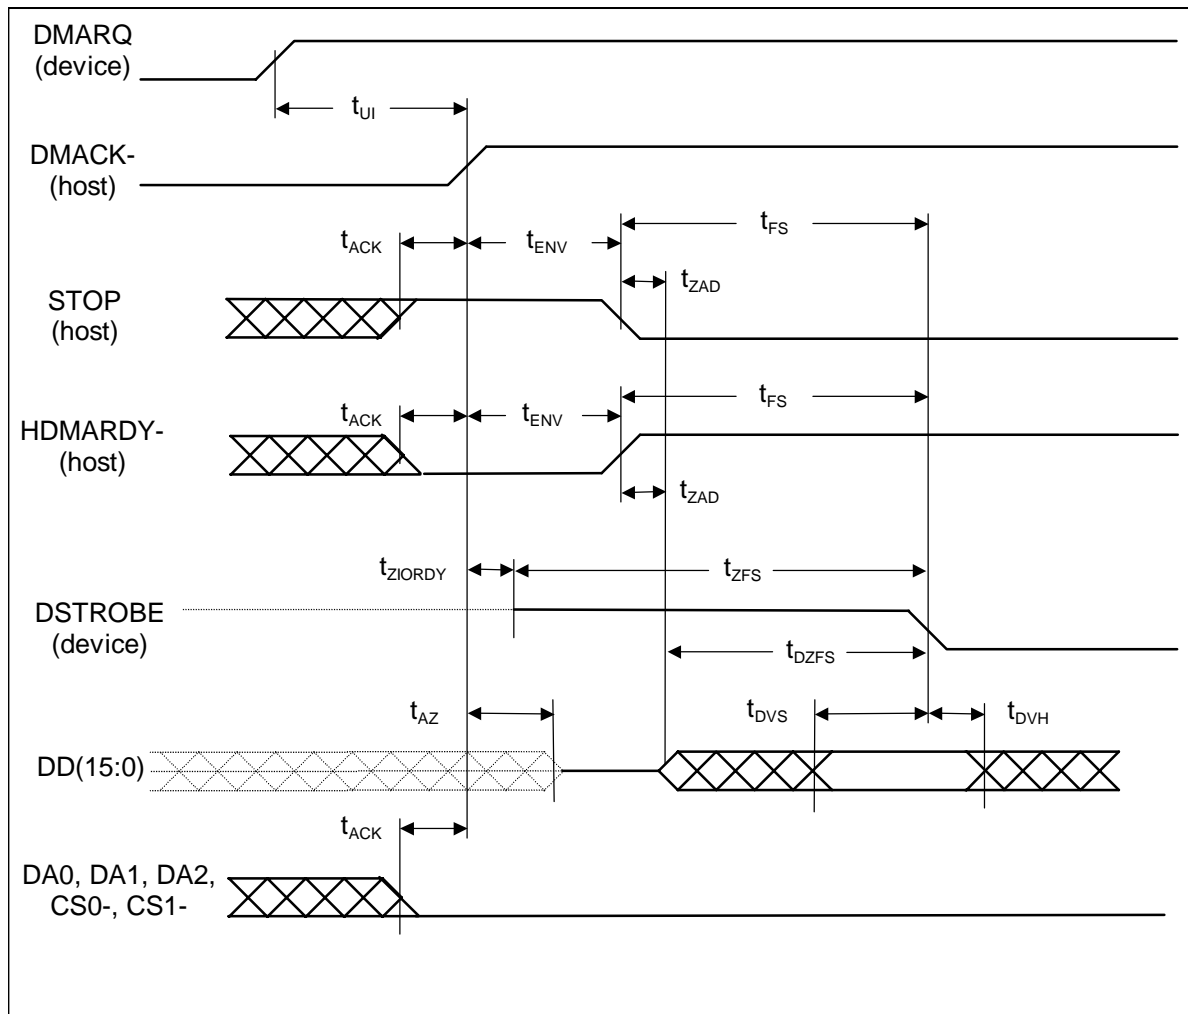 DMARQ
(device)
tUI
DMACK-
(host)
tFS
tACK
tENV
tZAD
STOP
(host)
tFS
tACK
tENV
HDMARDY-
(host)
tZAD
tZIORDY
tZFS
DSTROBE
(device)
tDZFS
tAZ
tDVS
tDVH
DD(15:0)
tACK
DA0, DA1, DA2,
CS0-, CS1-